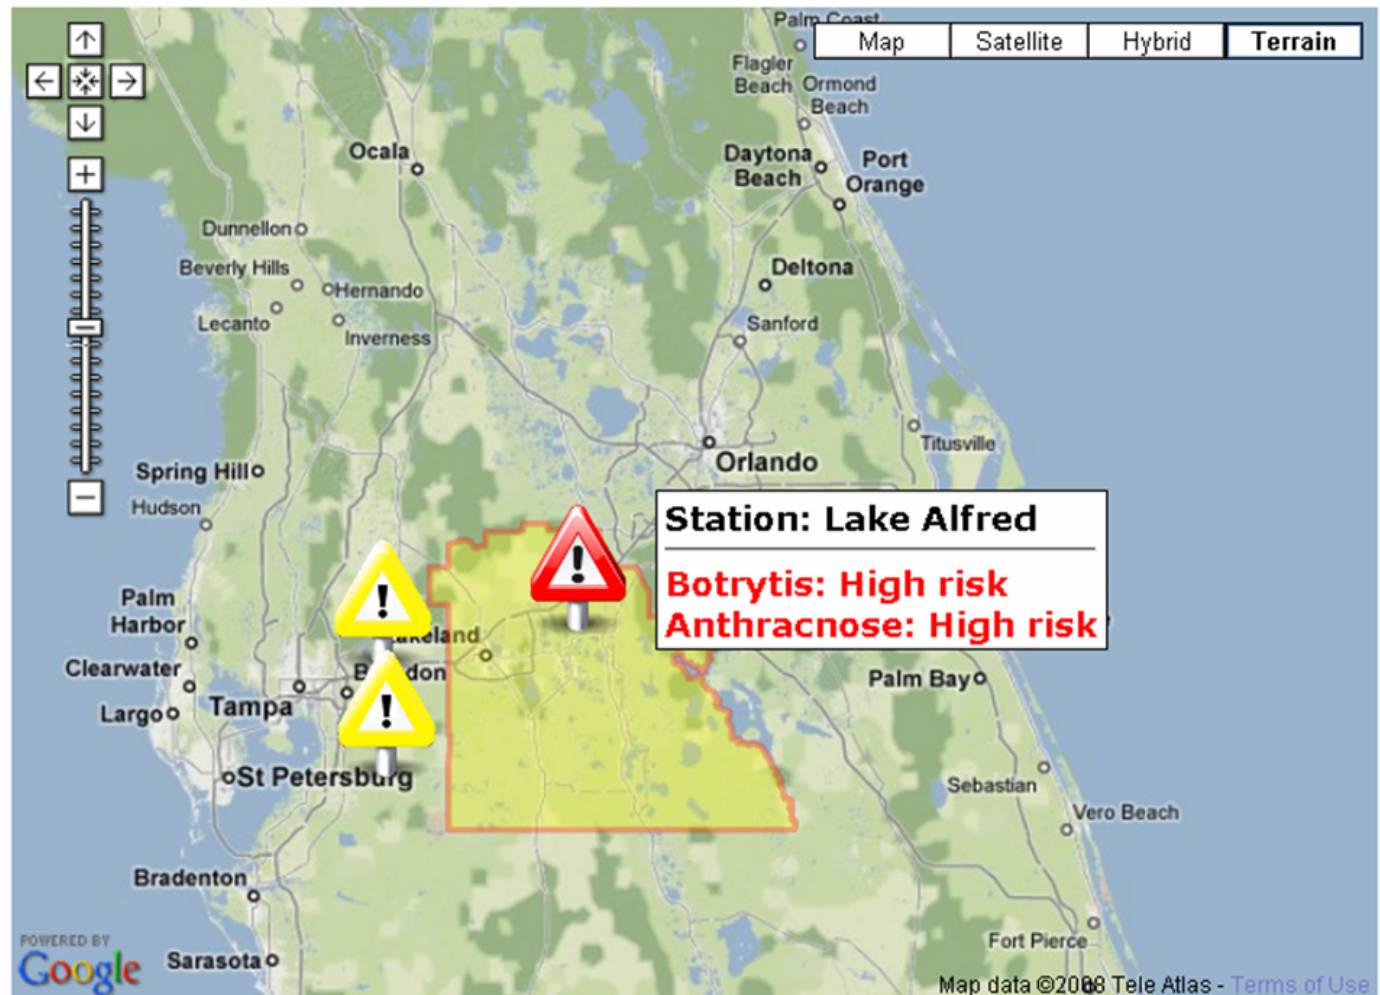 Palm Coast
Map
Satellite
Hybrid
Terrain
Flagler
Beach
Ormond
Beach
Ocala
Daytona
Beach
Port
Orange
Dunnellon
Beverly Hills
Hernando
Deltona
Lecanto
Inverness
Sanford
Titusville
Orlando
Spring Hill
Hudson
Station: Lake Alfred
Botrytis: High risk
Anthracnose: High risk
!
!
!
Palm
Harbor
Lakeland
Clearwater
Palm Bay
Largo
Tampa
St Petersburg
Sebastian
Vero Beach
Bradenton
Fort Pierce
POWERED BY
Google
Sarasota
Map data ©2008 Tele Atlas - Terms of Use